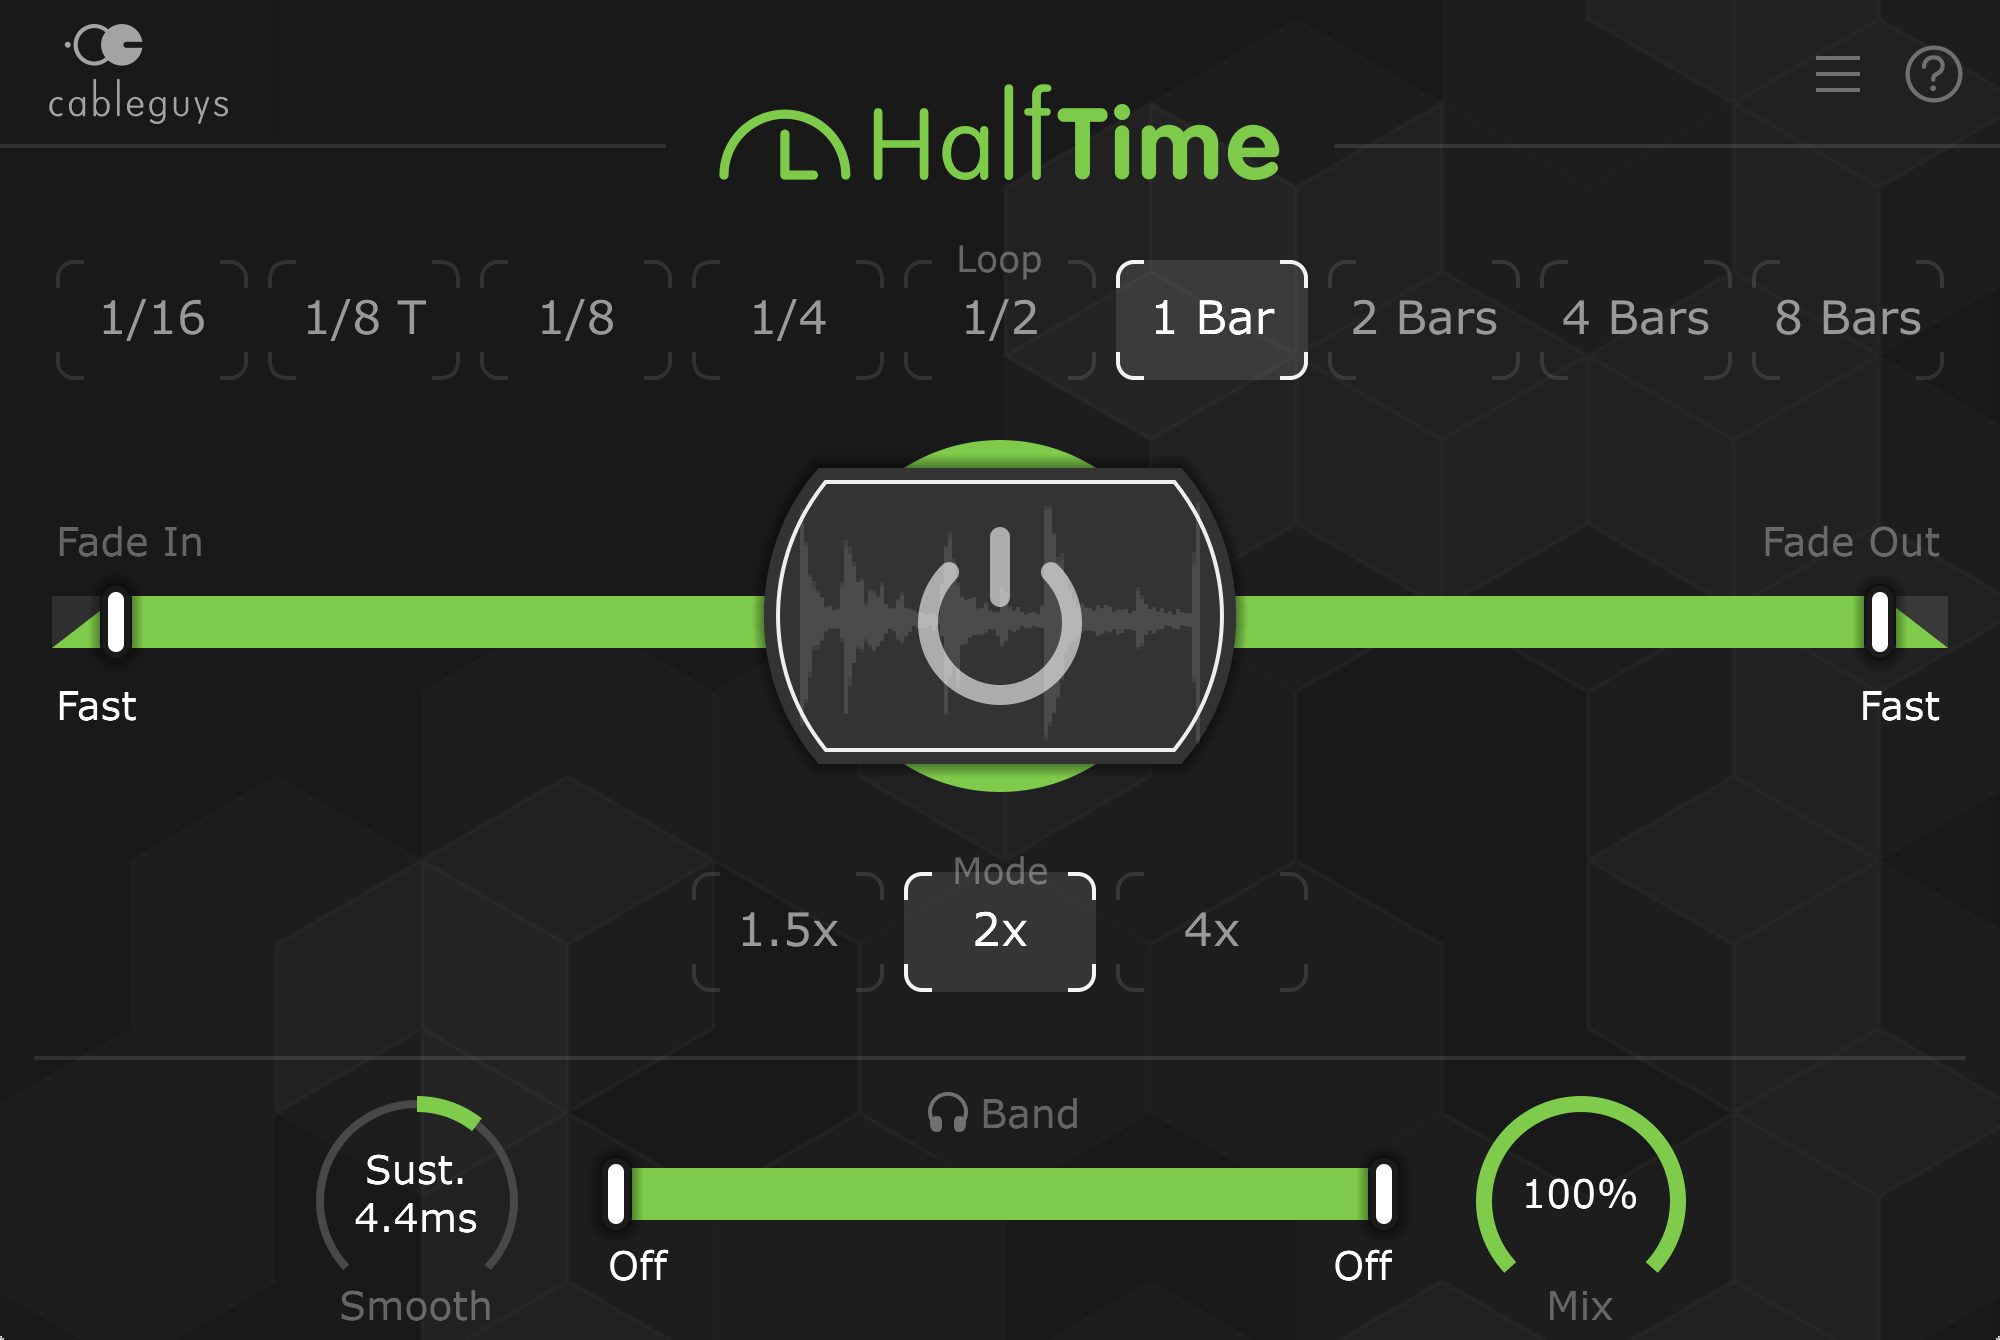 cableguys
HalfTime
Loop
1/16 1/8 T 1/8 1/4 1/2 1 Bar 2 Bars 4 Bars 8 Bars
Fade In
Fade Out
Fast
Fast
Mode
1.5x 2x 4x
Band
Sust.
4.4ms
100%
Off
Off
Smooth
Mix